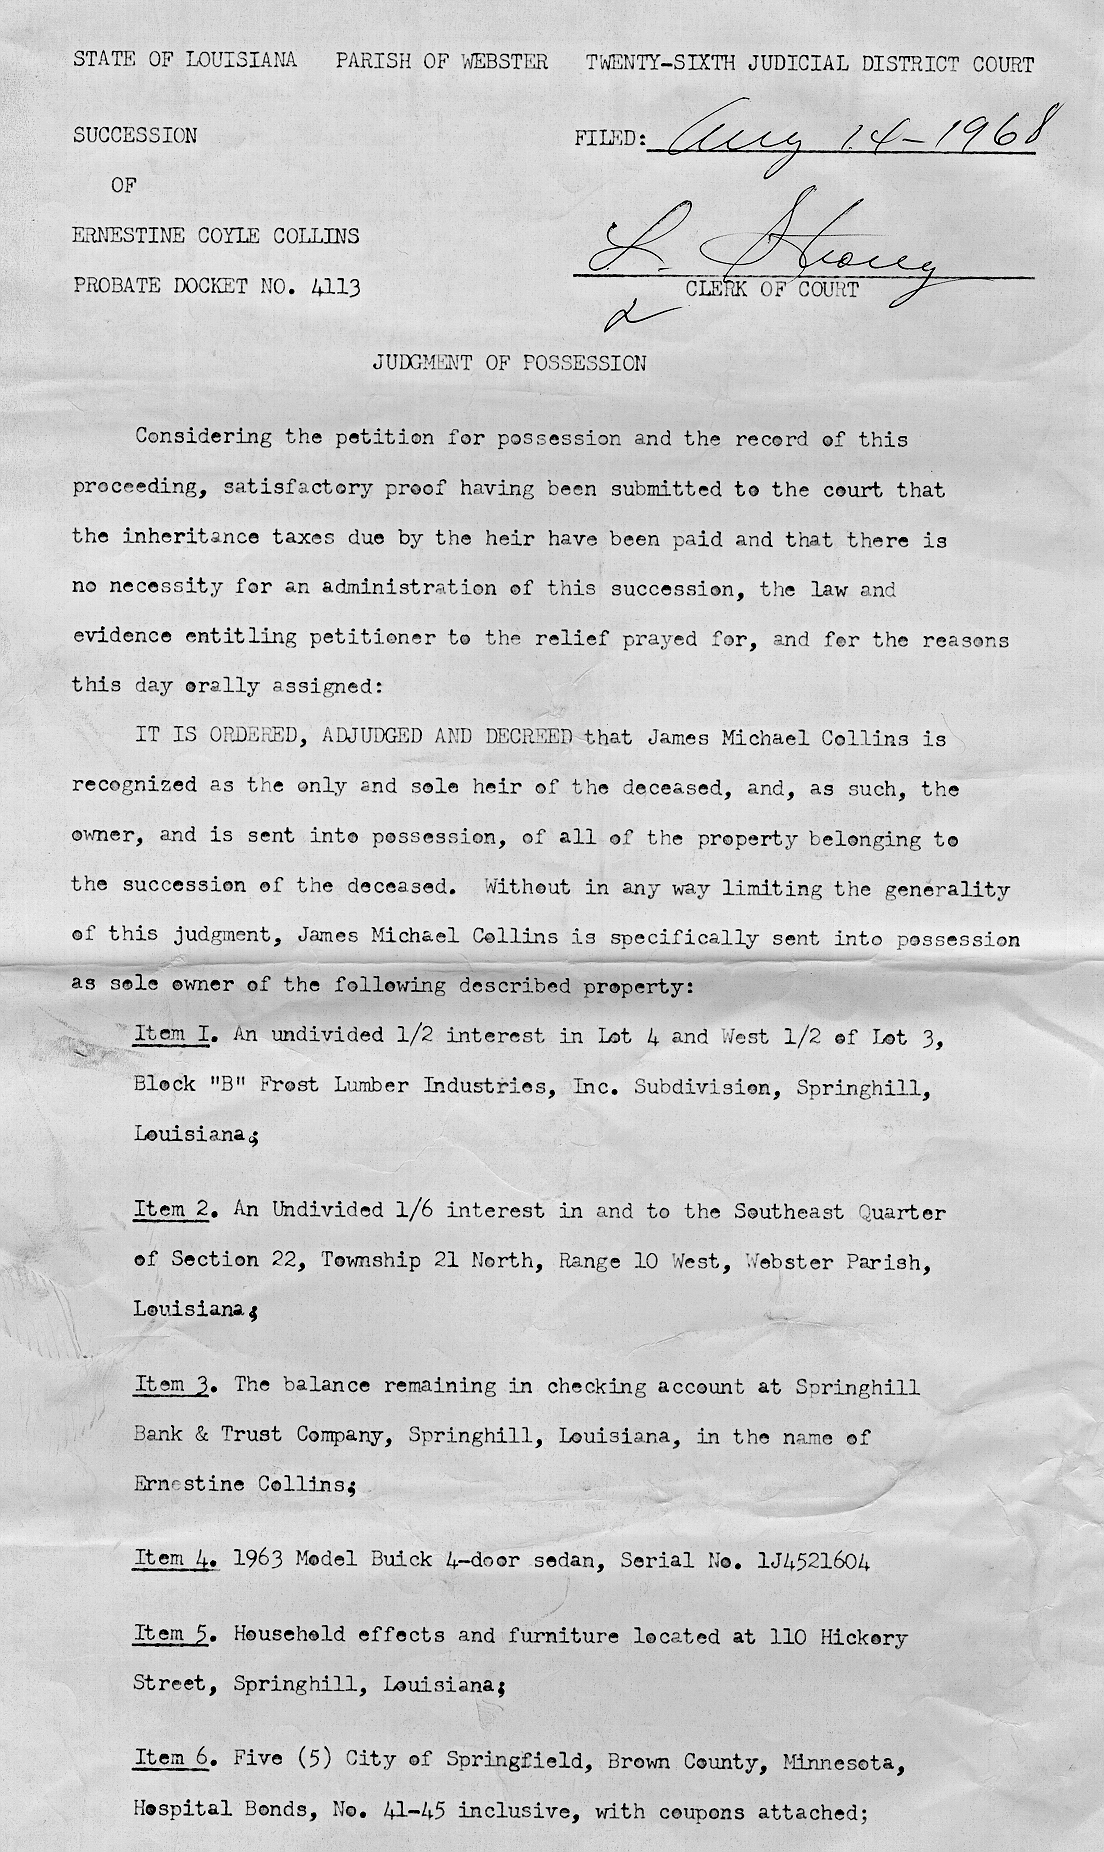 STATE OF LOUISIANA PARISH OF WEBSTER TWENTY-SIXTH JUDICIAL DISTRICT COURT
SUCCESSION
FILED: Aug 14-1968
OF
ERNESTINE COYLE COLLINS
L. Strong
PROBATE DOCKET NO. 4113
CLERK OF COURT
JUDGMENT OF POSSESSION
Considering the petition for possession and the record of this
proceeding, satisfactory proof having been submitted to the court that
the inheritance taxes due by the heir have been paid and that there is
no necessity for an administration of this succession, the law and
evidence entitling petitioner to the relief prayed for, and for the reasons
this day orally assigned:
IT IS ORDERED, ADJUDGED AND DECREED that James Michael Collins is
recognized as the only and sole heir of the deceased, and, as such, the
owner, and is sent into possession, of all of the property belonging to
the succession of the deceased. Without in any way limiting the generality
of this judgment, James Michael Collins is specifically sent into possession
as sole owner of the following described property:
Item 1. An undivided 1/2 interest in Lot 4 and West 1/2 of Lot 3,
Block "B" Frost Lumber Industries, Inc. Subdivision, Springhill,
Louisiana;
Item 2. An Undivided 1/6 interest in and to the Southeast Quarter
of Section 22, Township 21 North, Range 10 West, Webster Parish,
Louisiana;
Item 3. The balance remaining in checking account at Springhill
Bank & Trust Company, Springhill, Louisiana, in the name of
Ernestine Collins;
Item 4. 1963 Model Buick 4-door sedan, Serial No. 1J4521604
Item 5. Household effects and furniture located at 110 Hickory
Street, Springhill, Louisiana;
Item 6. Five (5) City of Springfield, Brown County, Minnesota,
Hospital Bonds, No. 41-45 inclusive, with coupons attached;